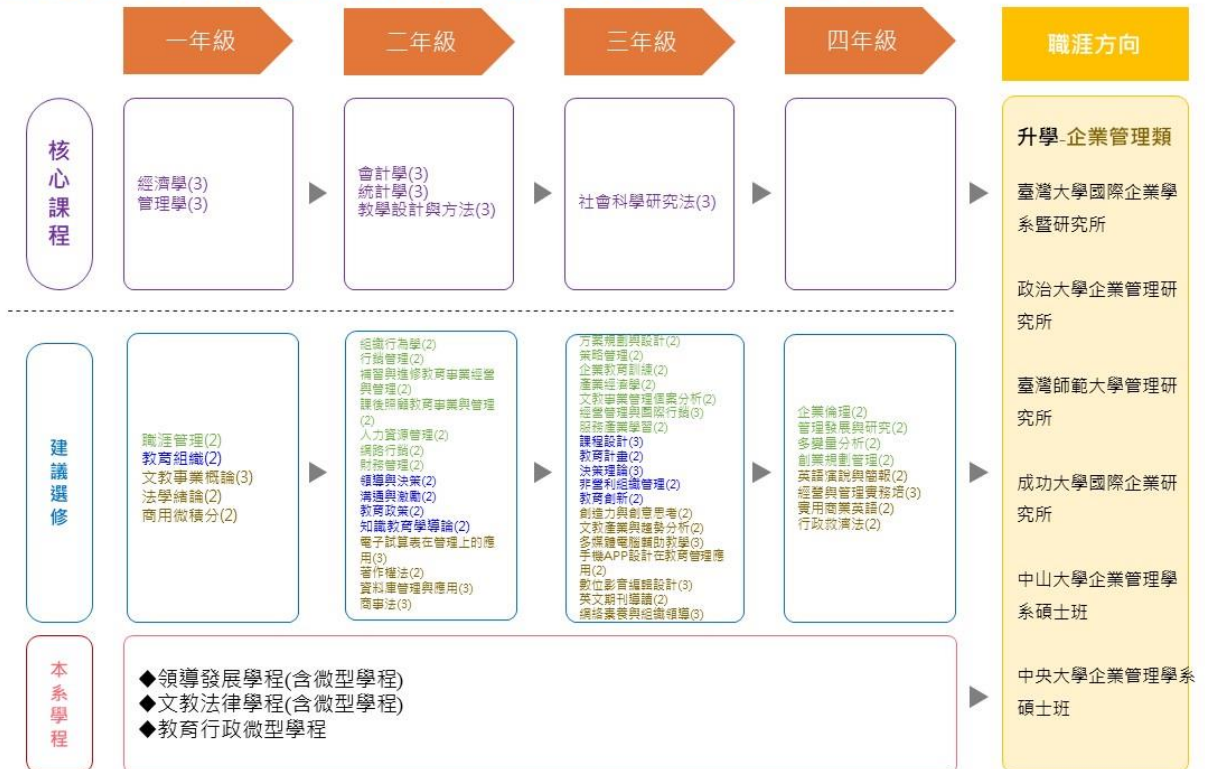 一年級
二年級
三年級
四年級
職涯方向
核心課程
經濟學(3)
管理學(3)
會計學(3)
統計學(3)
教學設計與方法(3)
社會科學研究法(3)
建議選修
職涯管理(2)
教育組織(2)
文教事業概論(3)
法學緒論(2)
商用微積分(2)
組織行為學(2)
行銷管理(2)
補習與進修教育事業經營
與管理(2)
課後照顧教育事業與管理
(2)
人力資源管理(2)
網路行銷(2)
財務管理(2)
領導與決策(2)
溝通與激勵(2)
教育政策(2)
知識教育學導論(2)
電子試算表在管理上的應
用(3)
著作權法(2)
資料庫管理與應用(3)
商事法(3)
方案規劃與設計(2)
策略管理(2)
企業教育訓練(2)
產業經濟學(2)
文教事業管理個案分析(2)
經營管理與國際行銷(3)
服務產業學習(2)
課程設計(3)
教育計畫(2)
決策理論(3)
非營利組織管理(2)
教育創新(2)
創造力與創意思考(2)
文教產業與趨勢分析(2)
多媒體電腦輔助教學(3)
手機APP設計在教育管理應
用(2)
數位影音編輯設計(3)
英文期刊導讀(2)
網絡素養與組織領導(3)
企業倫理(2)
管理發展與研究(2)
多變量分析(2)
創業規劃管理(2)
英語演說與簡報(2)
經營與管理實務培(3)
實用商業英語(2)
行政救濟法(2)
本系學程
◆領導發展學程(含微型學程)
◆文教法律學程(含微型學程)
◆教育行政微型學程
升學-企業管理類
臺灣大學國際企業學
系暨研究所
政治大學企業管理研
究所
臺灣師範大學管理研
究所
成功大學國際企業研
究所
中山大學企業管理學
系碩士班
中央大學企業管理學系
碩士班